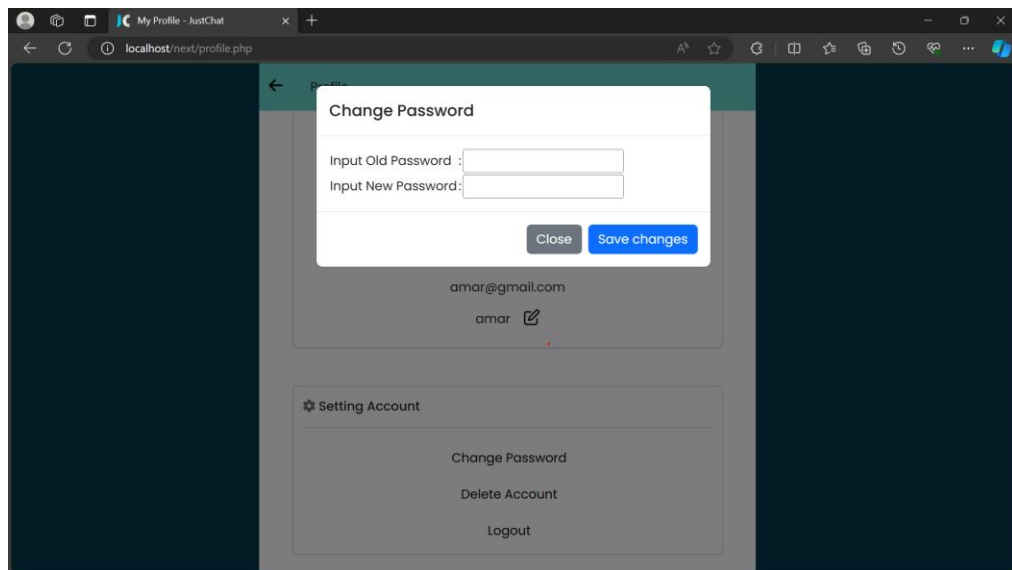 My Profile - JustChat
localhost/next/profile.php
Profile
Change Password
Input Old Password :
Input New Password:
Close Save changes
amar@gmail.com
amar
Setting Account
Change Password
Delete Account
Logout